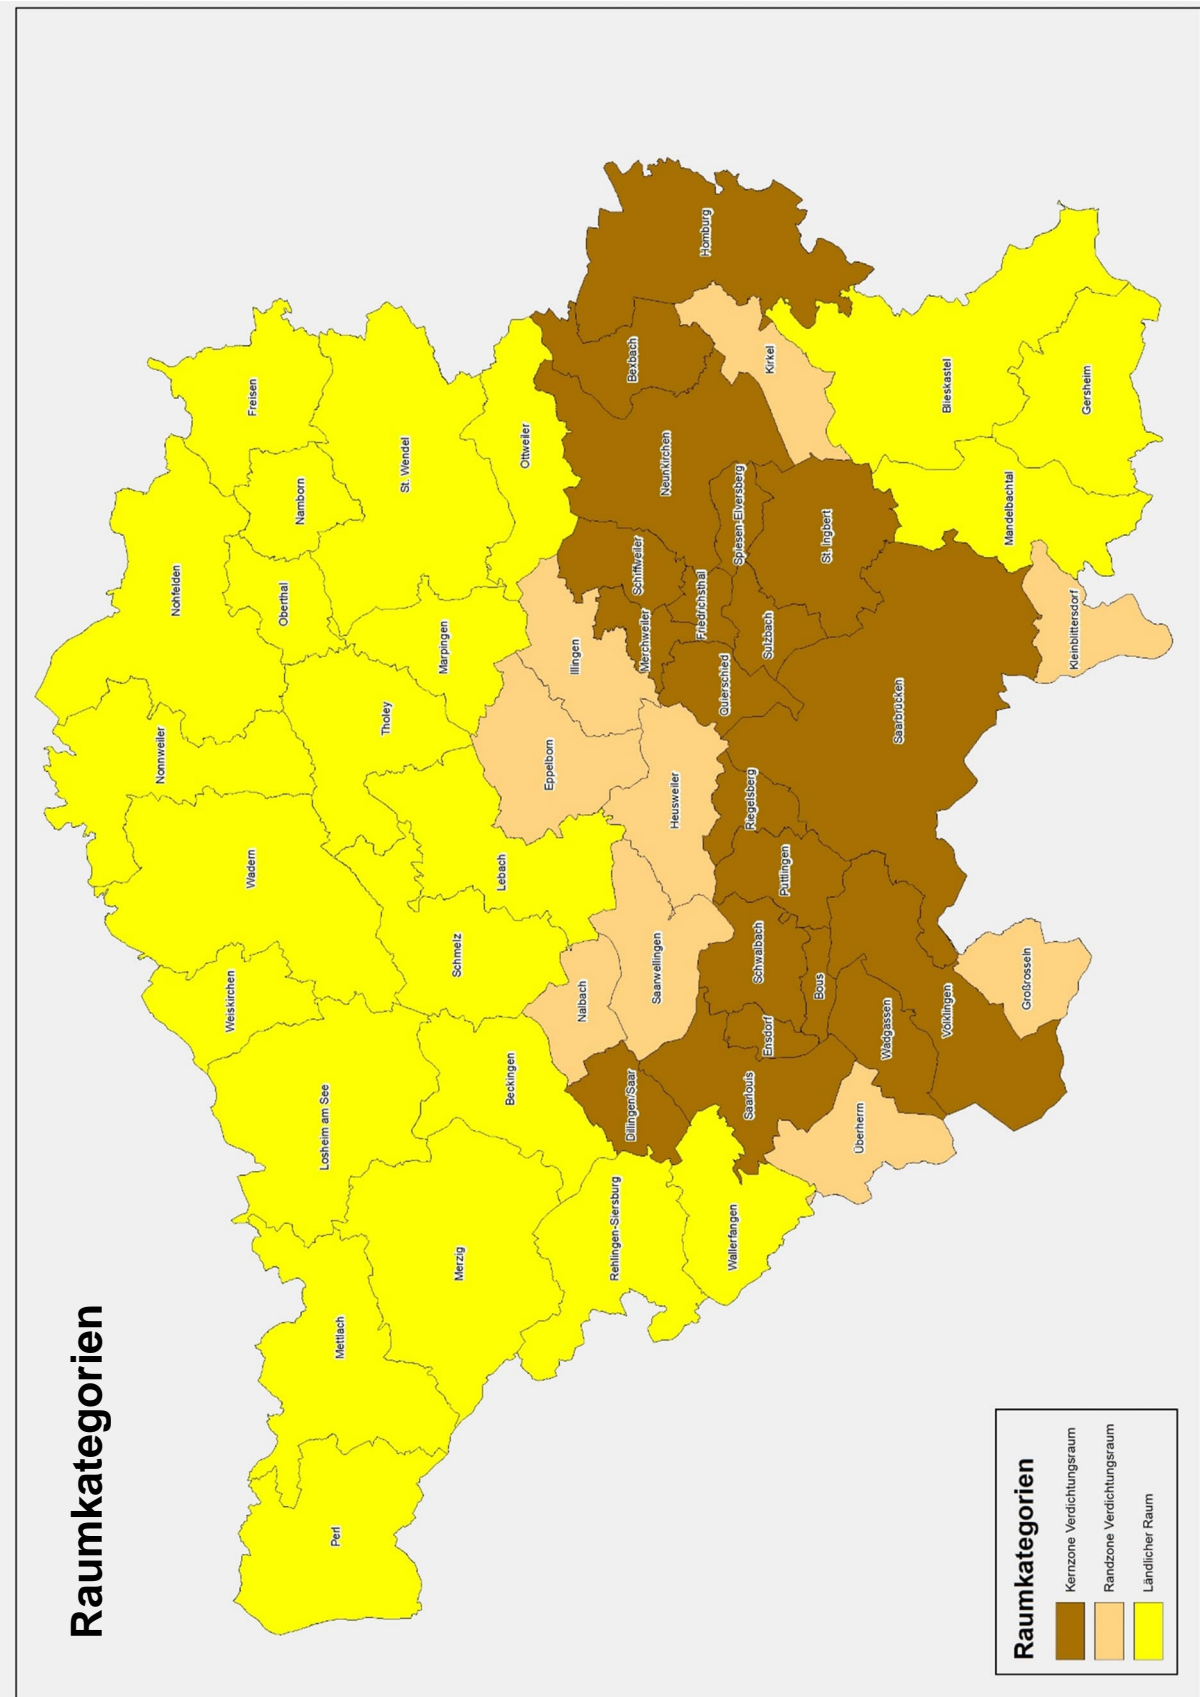 Raumkategorien
Perl
Mettlach
Merzig
Losheim am See
Weiskirchen
Wadern
Nonnweiler
Nohfelden
Freisen
Namborn
Oberthal
St. Wendel
Tholey
Marpingen
Ottweiler
Schmelz
Lebach
Beckingen
Rehlingen-Siersburg
Wallerfangen
Dillingen/Saar
Nalbach
Saarwellingen
Eppelborn
Illingen
Heusweiler
Schiffweiler
Merchweiler
Neunkirchen
Bexbach
Homburg
Kirkel
Spiesen-Elversberg
Friedrichsthal
Quierschied
Sulzbach
St. Ingbert
Riegelsberg
Püttlingen
Schwalbach
Ensdorf
Bous
Saarlouis
Überherrn
Wadgassen
Völklingen
Saarbrücken
Großrosseln
Kleinblittersdorf
Mandelbachtal
Blieskastel
Gersheim
Raumkategorien
Kernzone Verdichtungsraum
Randzone Verdichtungsraum
Ländlicher Raum